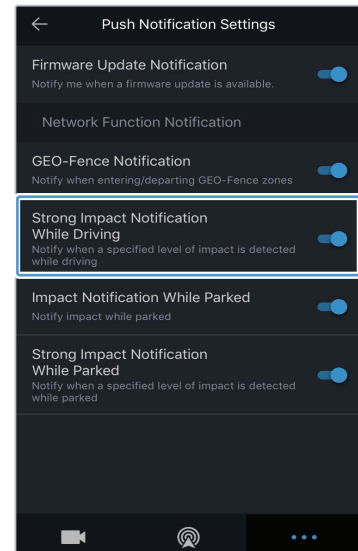 Push Notification Settings
Firmware Update Notification
Notify me when a firmware update is available.
Network Function Notification
GEO-Fence Notification
Notify when entering/departing GEO-Fence zones
Strong Impact Notification
While Driving
Notify when a specified level of impact is detected
while driving
Impact Notification While Parked
Notify impact while parked
Strong Impact Notification
While Parked
Notify when a specified level of impact is detected
while parked